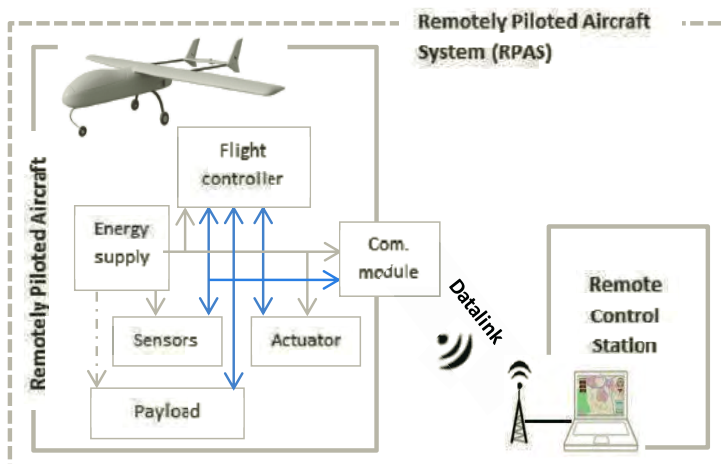 Remotely Piloted Aircraft
System (RPAS)
Remotely Piloted Aircraft
Flight
controller
Energy
supply
Com.
module
Sensors
Actuator
Payload
Datalink
Remote
Control
Station